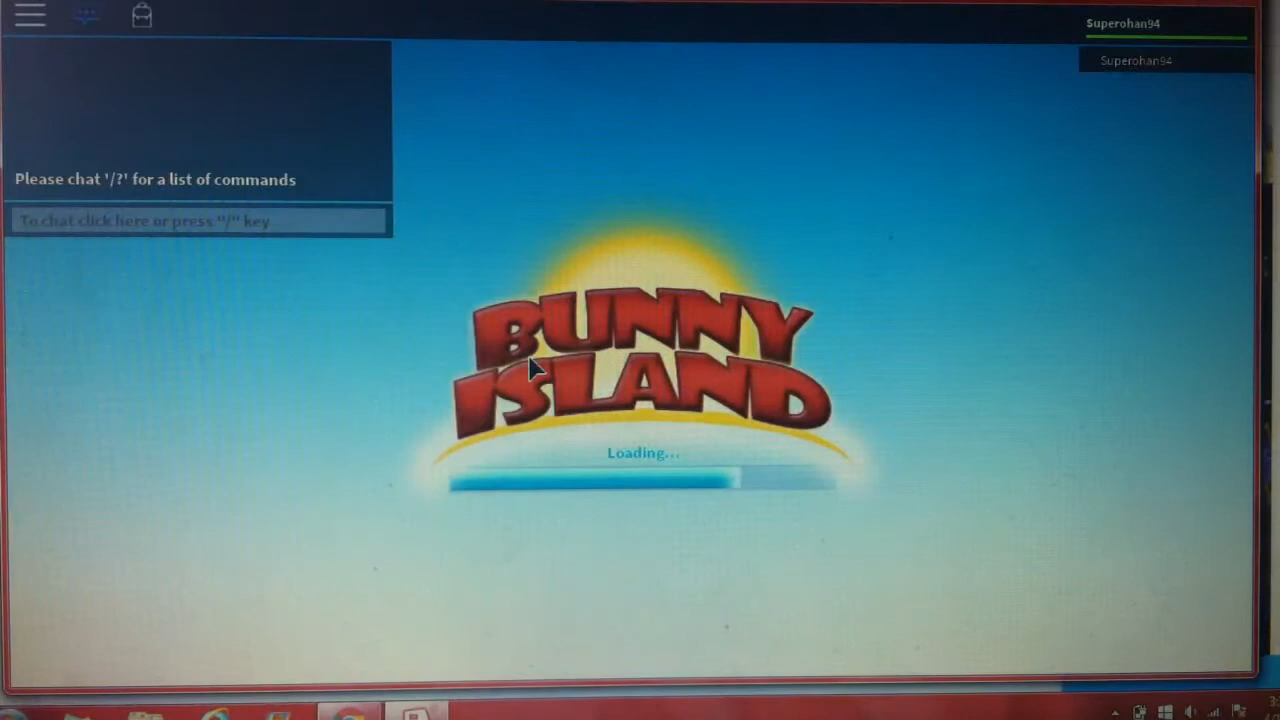 Superohan94
Superohan94
Please chat '/?' for a list of commands
To chat click here or press "/" key
BUNNY
ISLAND
Loading...